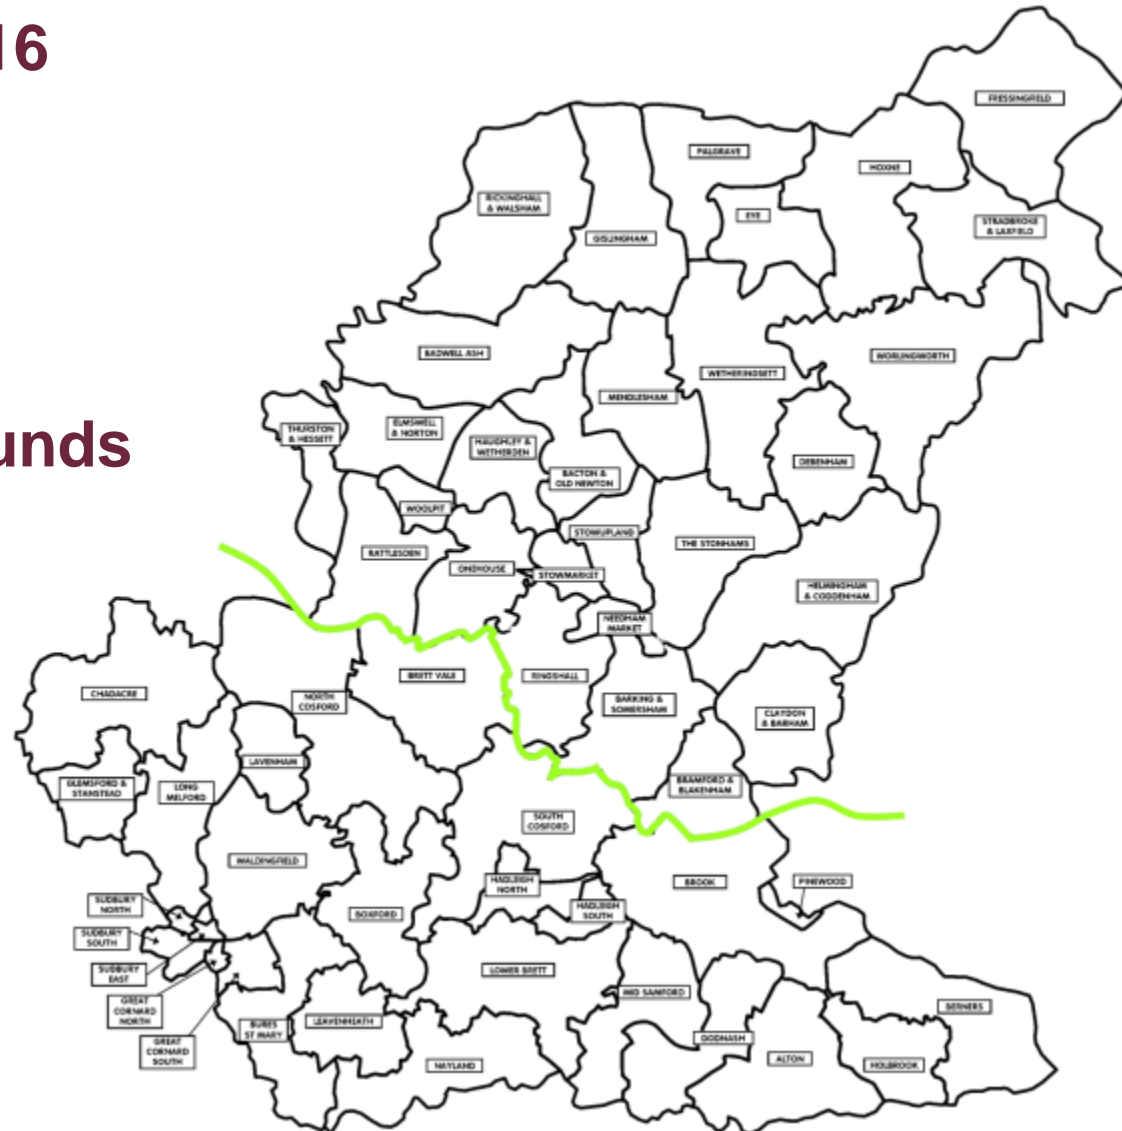 16
unds
FRESSINGFIELD
PALGRAVE
HOXNE
RICKINGHALL
& WALSHAM
EYE
STRADBROKE
& LAXFIELD
GISLINGHAM
BADWELL ASH
WORLINGWORTH
WETHERINGSETT
MENDLESHAM
THURSTON
& HESSETT
ELMSWELL
& NORTON
HAUGHLEY &
WETHERDEN
DEBENHAM
BACTON &
OLD NEWTON
WOOLPIT
STOWUPLAND
THE STONHAMS
RATTLESDEN
ONEHOUSE
STOWMARKET
HELMINGHAM
& CODDENHAM
NEEDHAM
MARKET
BRETT VALE
RINGSHALL
CHADACRE
NORTH
COSFORD
BARKING &
SOMERSHAM
CLAYDON
& BARHAM
LAVENHAM
GLEMSFORD &
STANSTEAD
LONG
MELFORD
BRAMFORD &
BLAKENHAM
SOUTH
COSFORD
WALDINGFIELD
HADLEIGH
NORTH
BROOK
PINEWOOD
SUDBURY
NORTH
BOXFORD
HADLEIGH
SOUTH
SUDBURY
SOUTH
SUDBURY
EAST
LOWER BRETT
MID SAMFORD
GREAT
CORNARD
NORTH
BERNERS
BURES
ST MARY
LEAVENHEATH
GREAT
CORNARD
SOUTH
DODNASH
ALTON
NAYLAND
HOLBROOK